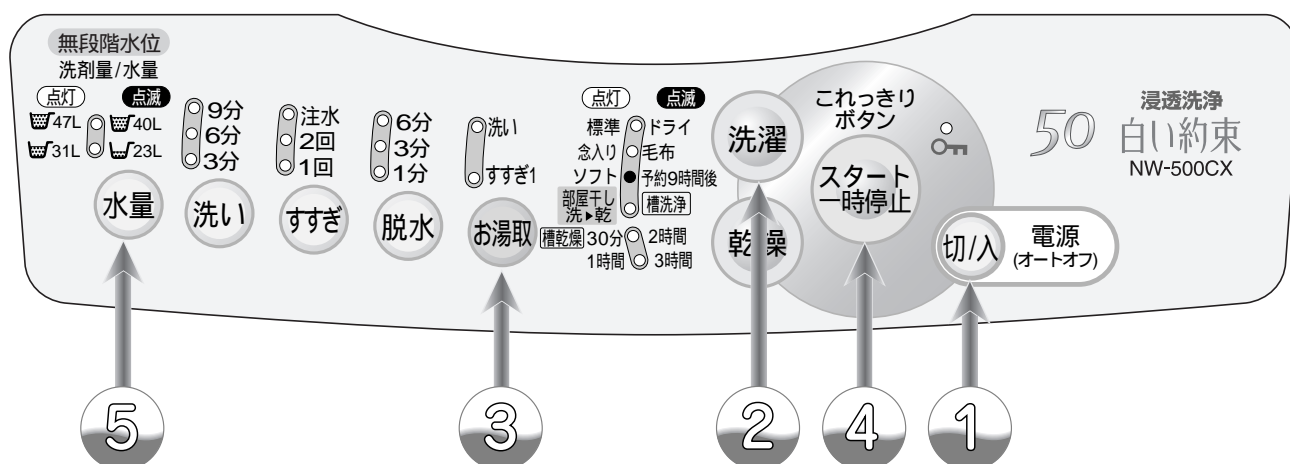 無段階水位
洗剤量/水量
点灯 点滅
47L 40L
31L 23L
水量
9分
6分
3分
洗い
注水
2回
1回
すすぎ
6分
3分
1分
脱水
洗い
すすぎ1
お湯取
点灯 点滅
標準 ドライ
念入り 毛布
ソフト 予約9時間後
部屋干し
洗▶乾 槽洗浄
槽乾燥 30分 2時間
1時間 3時間
洗濯
乾燥
これっきり
ボタン
スタート
一時停止
切/入
電源
(オートオフ)
50
浸透洗浄
白い約束
NW-500CX
5
3
2
4
1